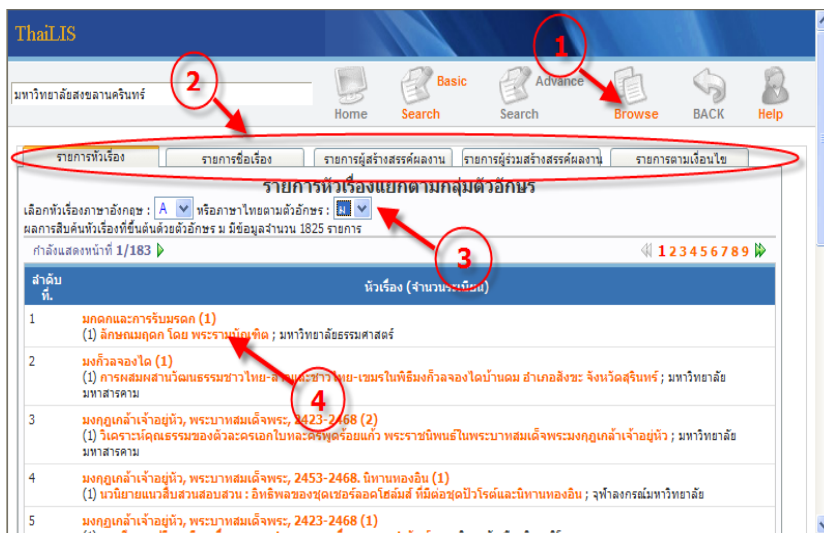 ThaiLIS
1
2
มหาวิทยาลัยสงขลานครินทร์
Home
Basic
Search
Advance
Search
Browse
BACK
Help
รายการหัวเรื่อง
รายการชื่อเรื่อง
รายการผู้สร้างสรรค์ผลงาน
รายการผู้ร่วมสร้างสรรค์ผลงาน
รายการตามเงื่อนไข
รายการหัวเรื่องแยกตามกลุ่มตัวอักษร
เลือกหัวเรื่องภาษาอังกฤษ : A หรือภาษาไทยตามตัวอักษร : ม
ผลการสืบค้นหัวเรื่องที่ขึ้นต้นด้วยตัวอักษร ม มีข้อมูลจำนวน 1825 รายการ
3
กำลังแสดงหน้าที่ 1/183
1 2 3 4 5 6 7 8 9
ลำดับที่.
หัวเรื่อง (จำนวนระเบียน)
1
มกดกและการรับมรดก (1)
(1) ลักษณมฤดก โดย พระรามบัณฑิต ; มหาวิทยาลัยธรรมศาสตร์
2
มงก๊วลจองได (1)
(1) การผสมผสานวัฒนธรรมชาวไทย-ลาวและชาวไทย-เขมรในพิธีมงก๊วลจองไดบ้านดม อำเภอสังขะ จังหวัดสุรินทร์ ; มหาวิทยาลัย
มหาสารคาม
4
3
มงกุฎเกล้าเจ้าอยู่หัว, พระบาทสมเด็จพระ, 2423-2468 (2)
(1) วิเคราะห์คุณธรรมของตัวละครเอกในบทละครพูดร้อยแก้ว พระราชนิพนธ์ในพระบาทสมเด็จพระมงกุฎเกล้าเจ้าอยู่หัว ; มหาวิทยาลัย
มหาสารคาม
4
มงกุฎเกล้าเจ้าอยู่หัว, พระบาทสมเด็จพระ, 2453-2468. นิทานทองอิน (1)
(1) นวนิยายแนวสืบสวนสอบสวน : อิทธิพลของชุดเชอร์ลอคโฮล์มส์ ที่มีต่อชุดปัวโรต์และนิทานทองอิน ; จุฬาลงกรณ์มหาวิทยาลัย
5
มงกุฎเกล้าเจ้าอยู่หัว, พระบาทสมเด็จพระ, 2423-2468 (1)